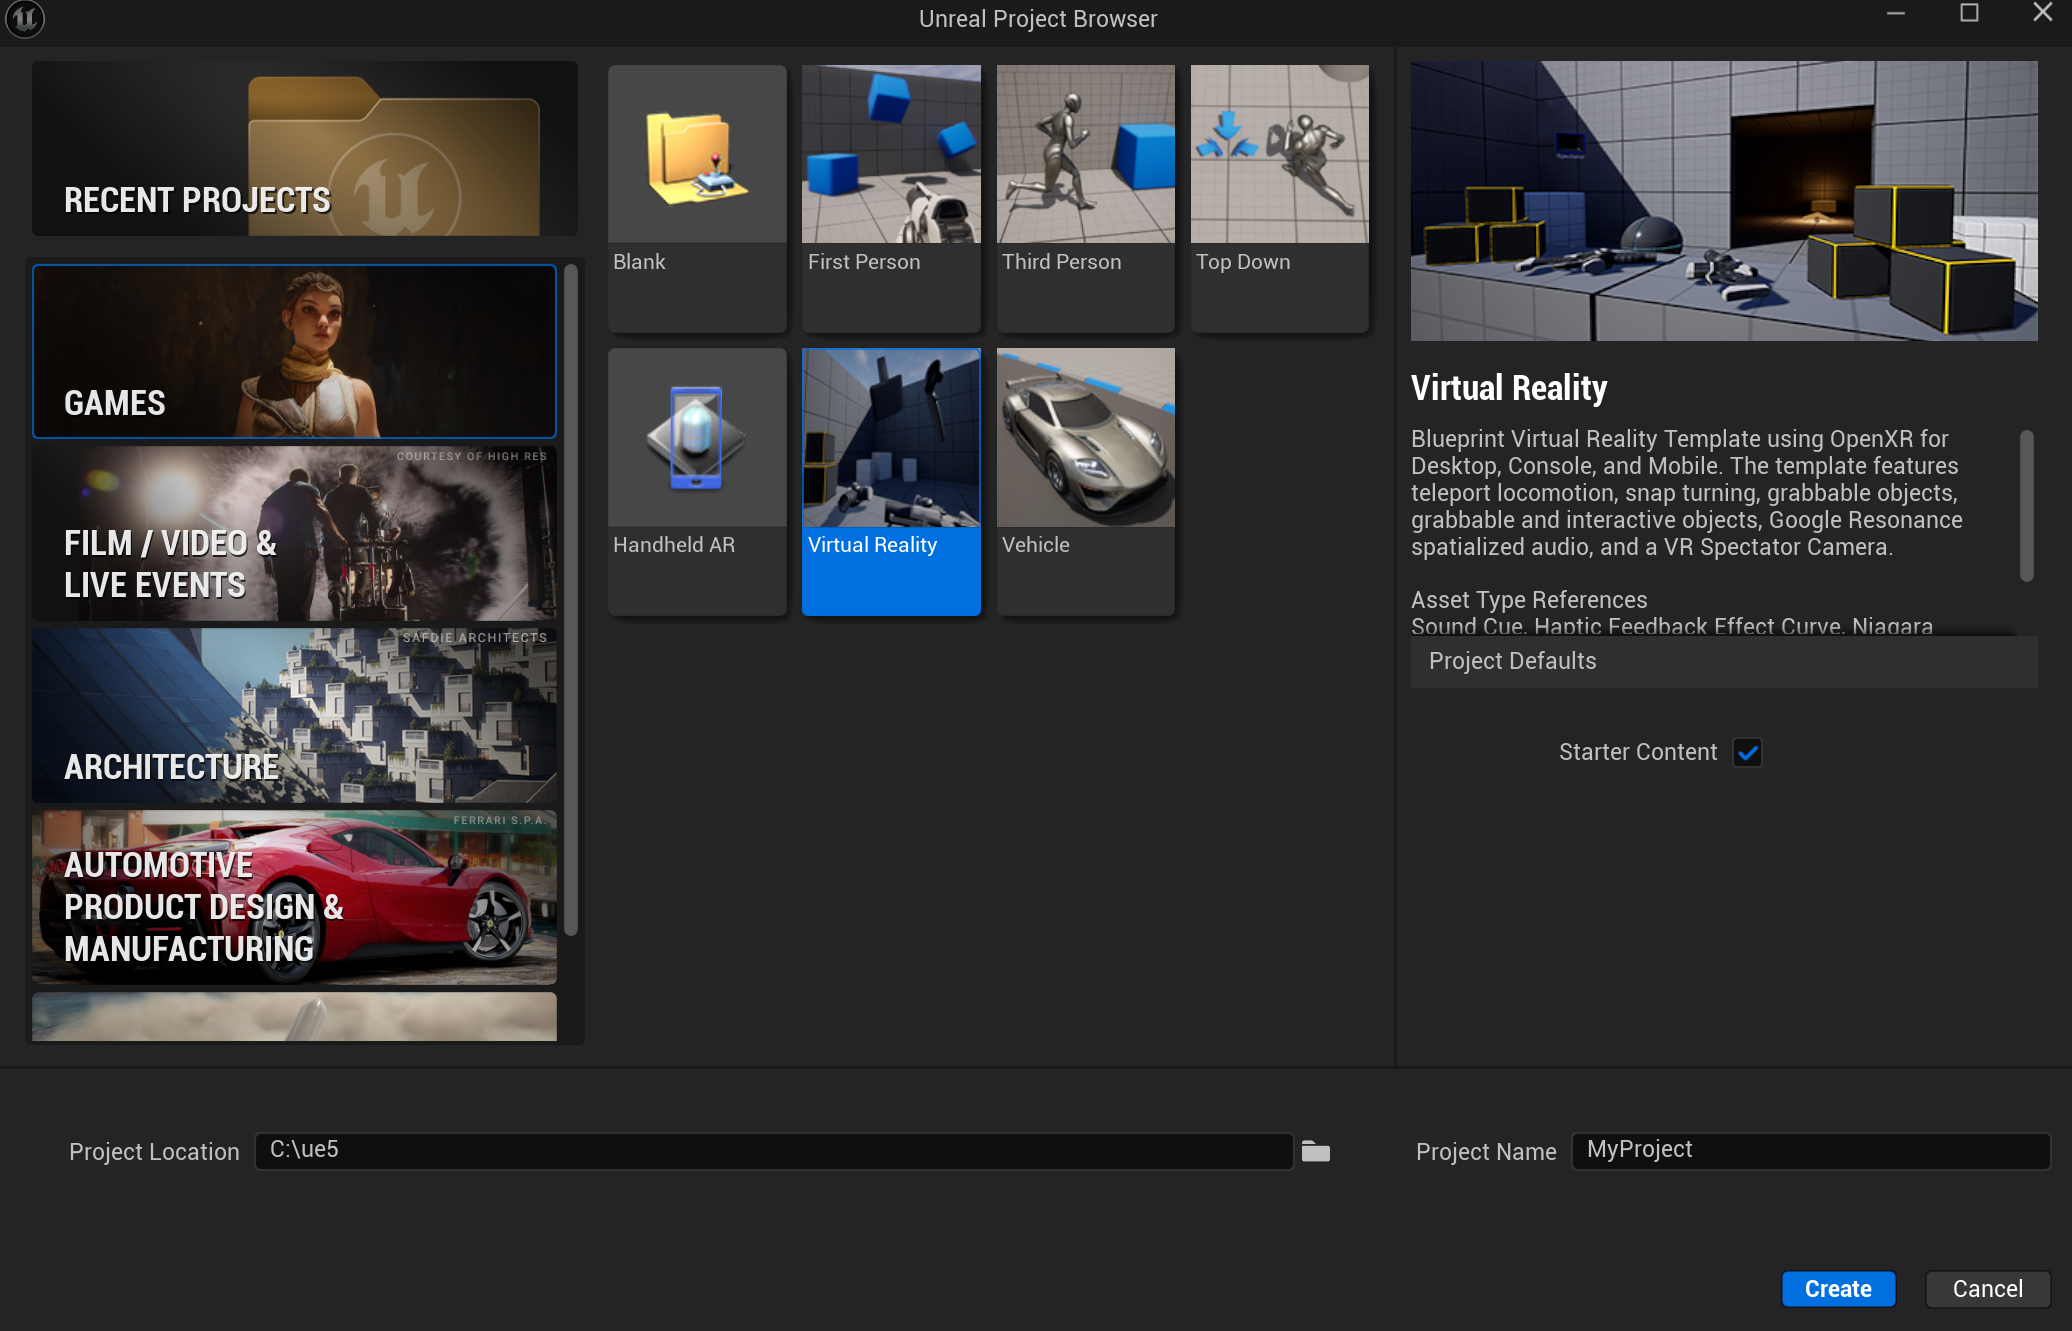 Unreal Project Browser
RECENT PROJECTS
GAMES
COURTESY OF HIGH RES
FILM / VIDEO &
LIVE EVENTS
SAFDIE ARCHITECTS
ARCHITECTURE
FERRARI S.P.A.
AUTOMOTIVE
PRODUCT DESIGN &
MANUFACTURING
Blank
First Person
Third Person
Top Down
Handheld AR
Virtual Reality
Vehicle
Virtual Reality
Blueprint Virtual Reality Template using OpenXR for
Desktop, Console, and Mobile. The template features
teleport locomotion, snap turning, grabbable objects,
grabbable and interactive objects, Google Resonance
spatialized audio, and a VR Spectator Camera.
Asset Type References
Sound Cue, Haptic Feedback Effect Curve, Niagara
Project Defaults
Starter Content
Project Location
C:\ue5
Project Name
MyProject
Create
Cancel